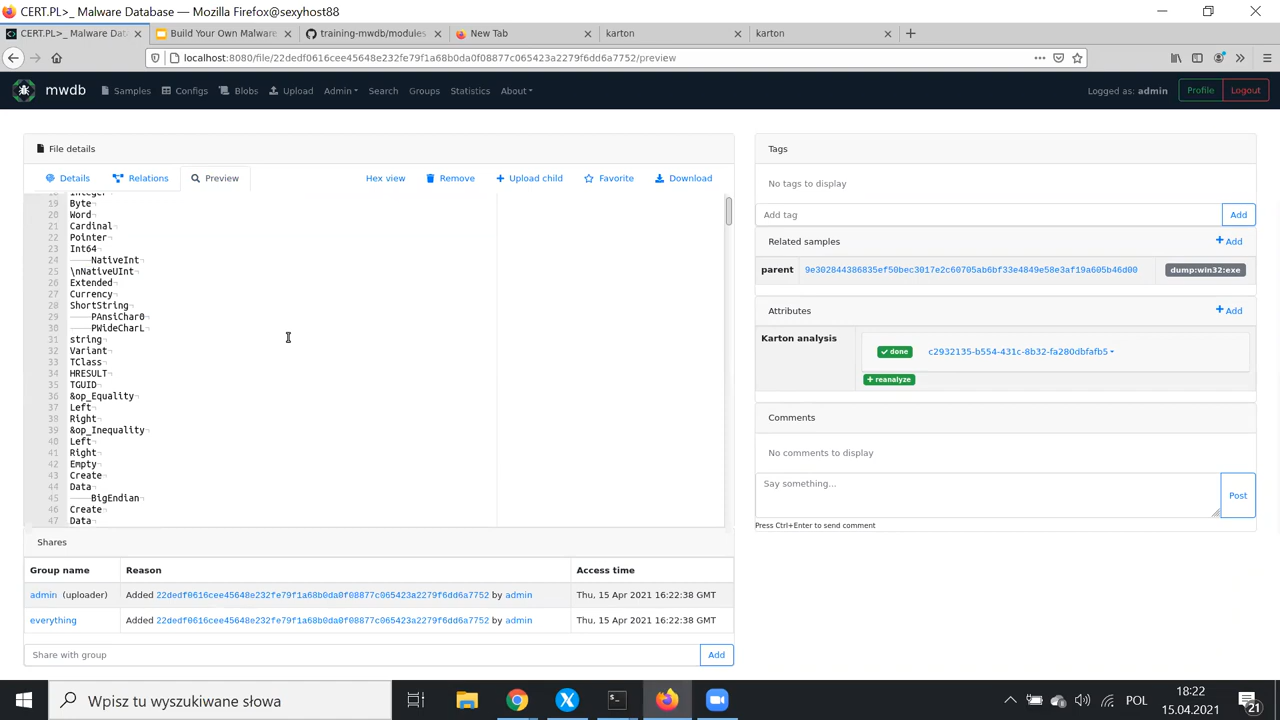 CERT.PL>_ Malware Database — Mozilla Firefox@sexyhost88
CERT.PL>_ Malware Dat
Build Your Own Malware
training-mwdb/modules
New Tab
karton
karton
localhost:8080/file/22dedf0616cee45648e232fe79f1a68b0da0f08877c065423a2279f6dd6a7752/preview
mwdb Samples Configs Blobs Upload Admin Search Groups Statistics About Logged as: admin Profile Logout
File details
Details Relations Preview Hex view Remove Upload child Favorite Download
18 Integer
19 Byte
20 Word
21 Cardinal
22 Pointer
23 Int64
24 NativeInt
25 \nNativeUInt
26 Extended
27 Currency
28 ShortString
29 PAnsiChar0
30 PWideCharL
31 string
32 Variant
33 TClass
34 HRESULT
35 TGUID
36 &op_Equality
37 Left
38 Right
39 &op_Inequality
40 Left
41 Right
42 Empty
43 Create
44 Data
45 BigEndian
46 Create
47 Data
Shares
Group name Reason Access time
admin (uploader) Added 22dedf0616cee45648e232fe79f1a68b0da0f08877c065423a2279f6dd6a7752 by admin Thu, 15 Apr 2021 16:22:38 GMT
everything Added 22dedf0616cee45648e232fe79f1a68b0da0f08877c065423a2279f6dd6a7752 by admin Thu, 15 Apr 2021 16:22:38 GMT
Share with group Add
Tags
No tags to display
Add tag Add
Related samples + Add
parent 9e302844386835ef50bec3017e2c60705ab6bf33e4849e58e3af19a605b46d00 dump:win32:exe
Attributes + Add
Karton analysis done c2932135-b554-431c-8b32-fa280dbfafb5
+ reanalyze
Comments
No comments to display
Say something...
Post
Press Ctrl+Enter to send comment
Wpisz tu wyszukiwane słowa
POL
18:22
15.04.2021
21